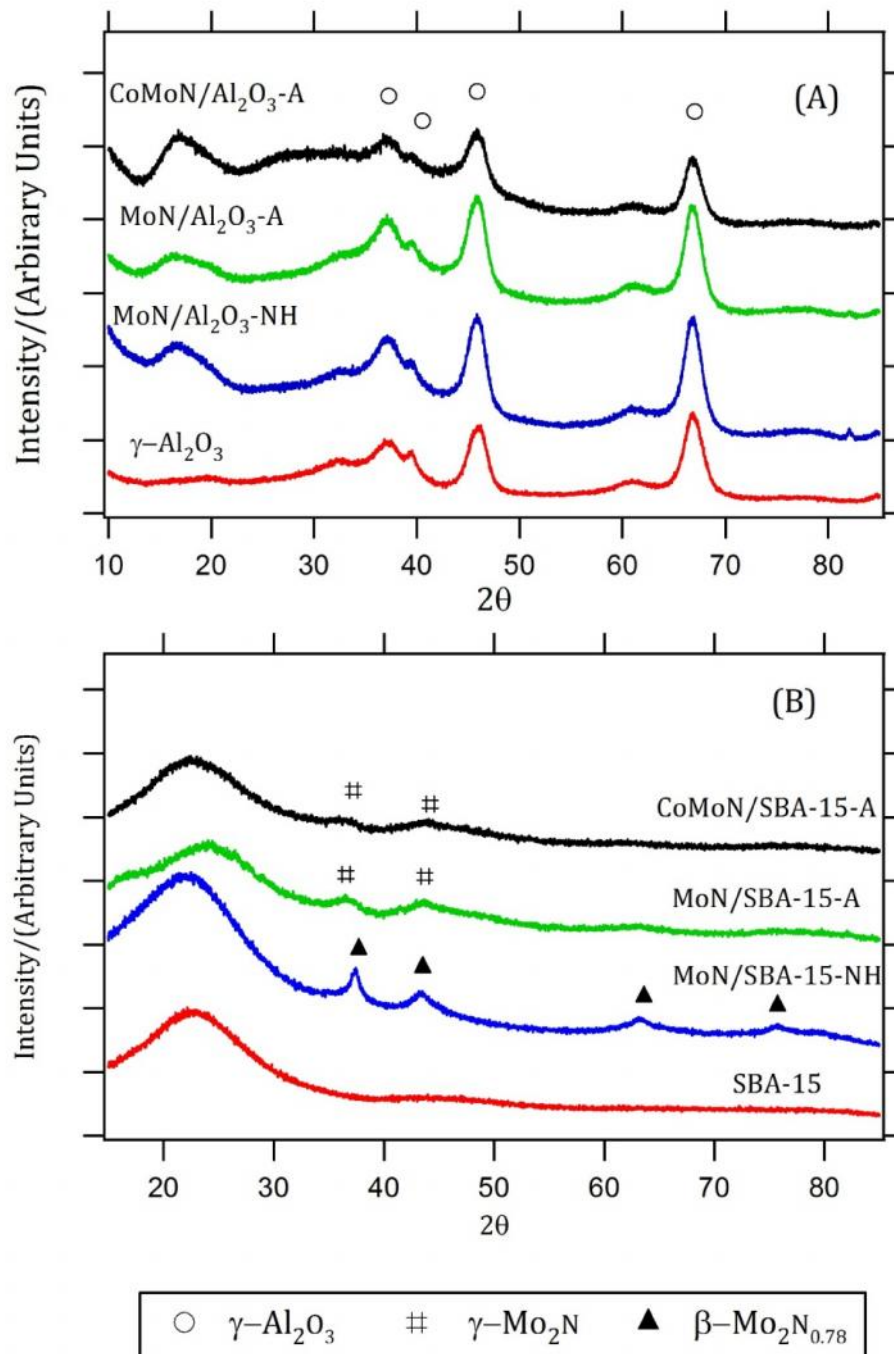 Intensity/(Arbirary Units)
(A)
CoMoN/Al₂O₃-A
MoN/Al₂O₃-A
MoN/Al₂O₃-NH
γ–Al₂O₃
10 20 30 40 50 60 70 80
2θ
Intensity/(Arbitrary Units)
(B)
CoMoN/SBA-15-A
MoN/SBA-15-A
MoN/SBA-15-NH
SBA-15
20 30 40 50 60 70 80
2θ
○ γ–Al₂O₃ # γ–Mo₂N ▲ β–Mo₂N₀.₇₈